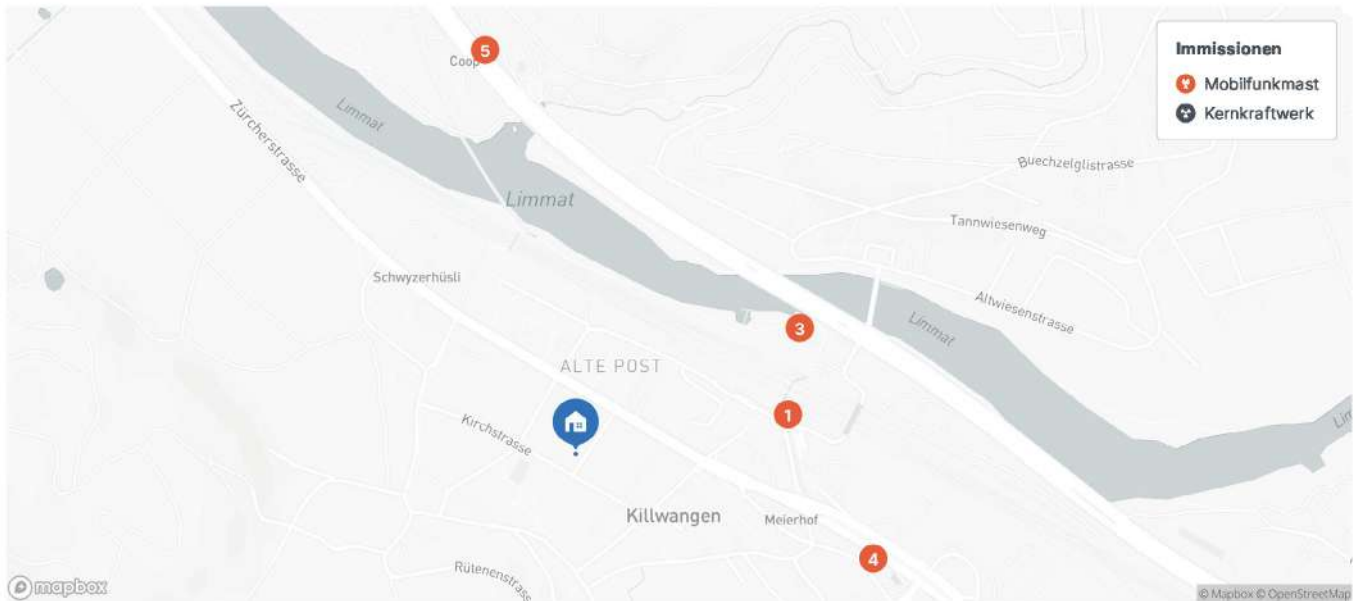 5
Coop
Immissionen
Mobilfunkmast
Kernkraftwerk
Zürcherstrasse
Limmat
Limmat
Buechzelglistrasse
Tannwiesenweg
Schwyzerhüsli
Altwiesenstrasse
Limmat
3
ALTE POST
1
Kirchstrasse
Killwangen
Meierhof
4
Rütenenstrass
mapbox
© Mapbox © OpenStreetMap